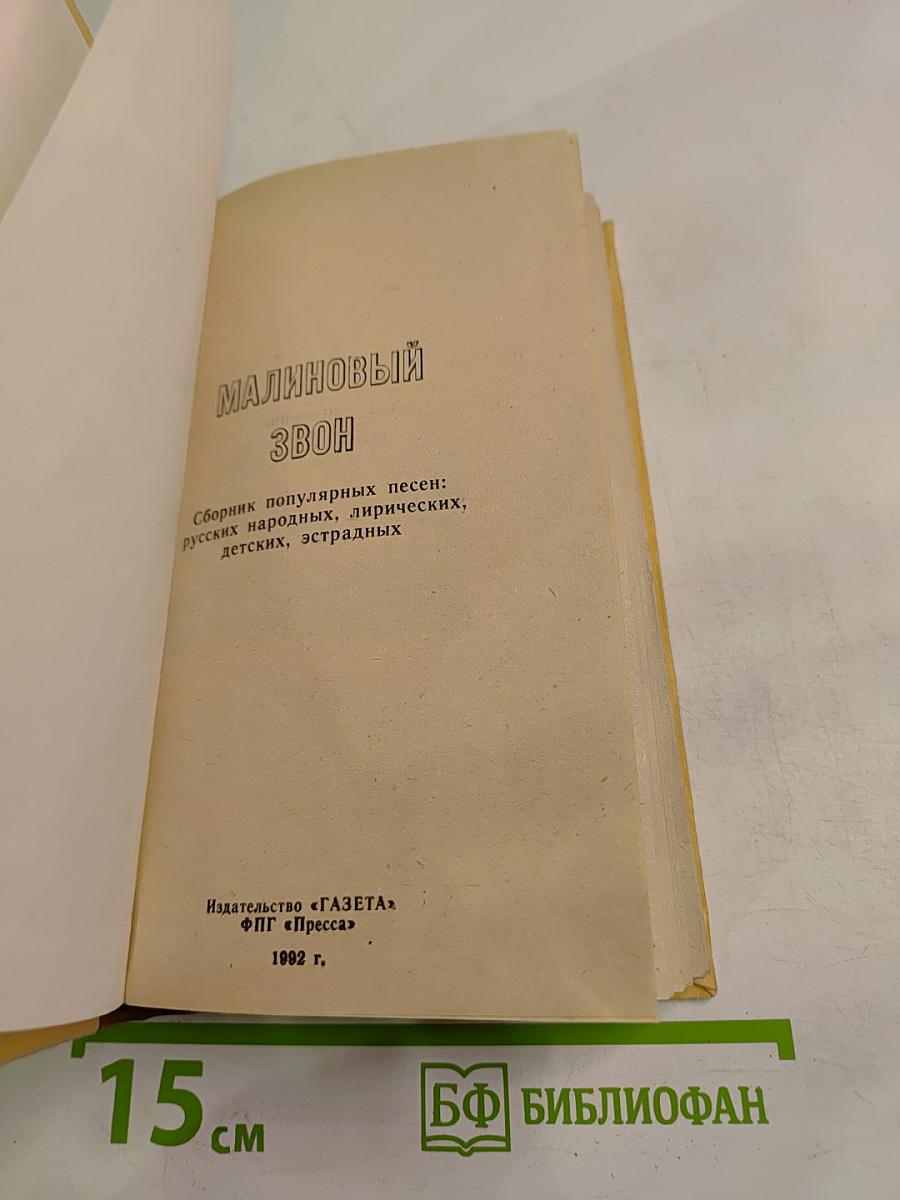 МАЛИНОВЫЙ
ЗВОН
Сборник популярных песен:
русских народных, лирических,
детских, эстрадных
Издательство «ГАЗЕТА»
ФПГ «Пресса»
1992 г.
15 см
БФ БИБЛИОФАН